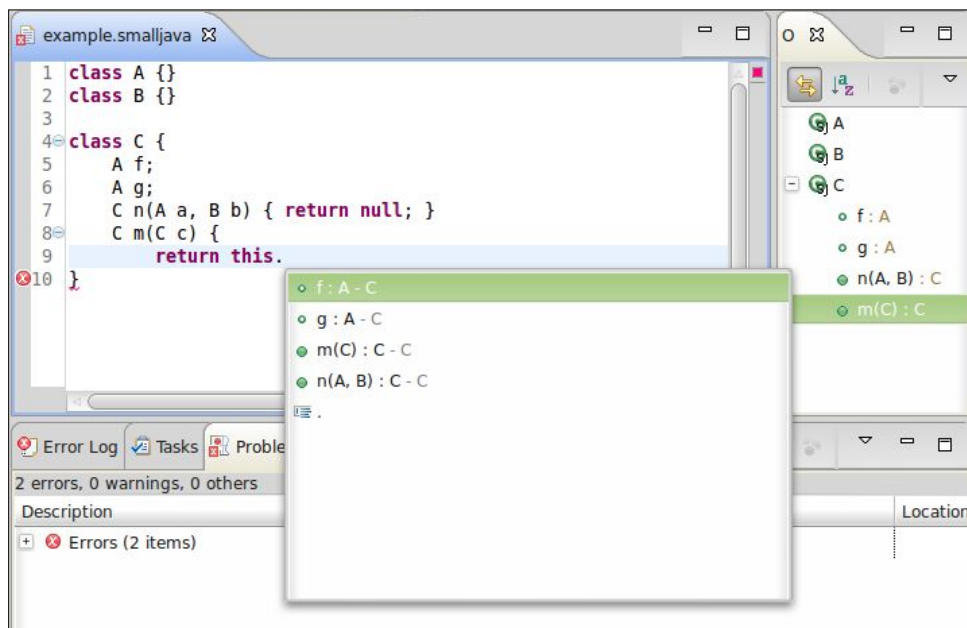 example.smalljava
O
1 class A {}
2 class B {}
3
4 class C {
5 A f;
6 A g;
7 C n(A a, B b) { return null; }
8 C m(C c) {
9 return this.
10 }
f : A - C
g : A - C
m(C) : C - C
n(A, B) : C - C
.
A
B
C
f : A
g : A
n(A, B) : C
m(C) : C
Error Log Tasks Proble
2 errors, 0 warnings, 0 others
Description Location
Errors (2 items)